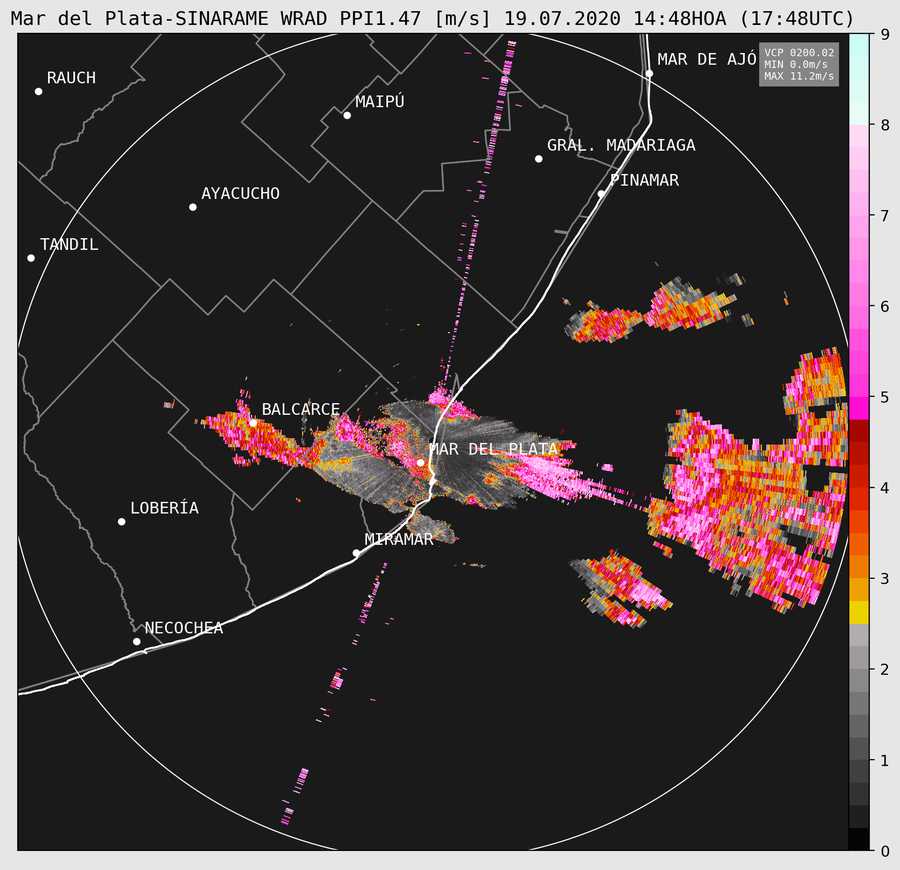 Mar del Plata-SINARAME WRAD PPI1.47 [m/s] 19.07.2020 14:48HOA (17:48UTC)
VCP 0200.02
MIN 0.0m/s
MAX 11.2m/s
MAR DE AJÓ
RAUCH
MAIPÚ
GRAL. MADARIAGA
PINAMAR
AYACUCHO
TANDIL
BALCARCE
MAR DEL PLATA
LOBERÍA
MIRAMAR
NECOCHEA
9
8
7
6
5
4
3
2
1
0